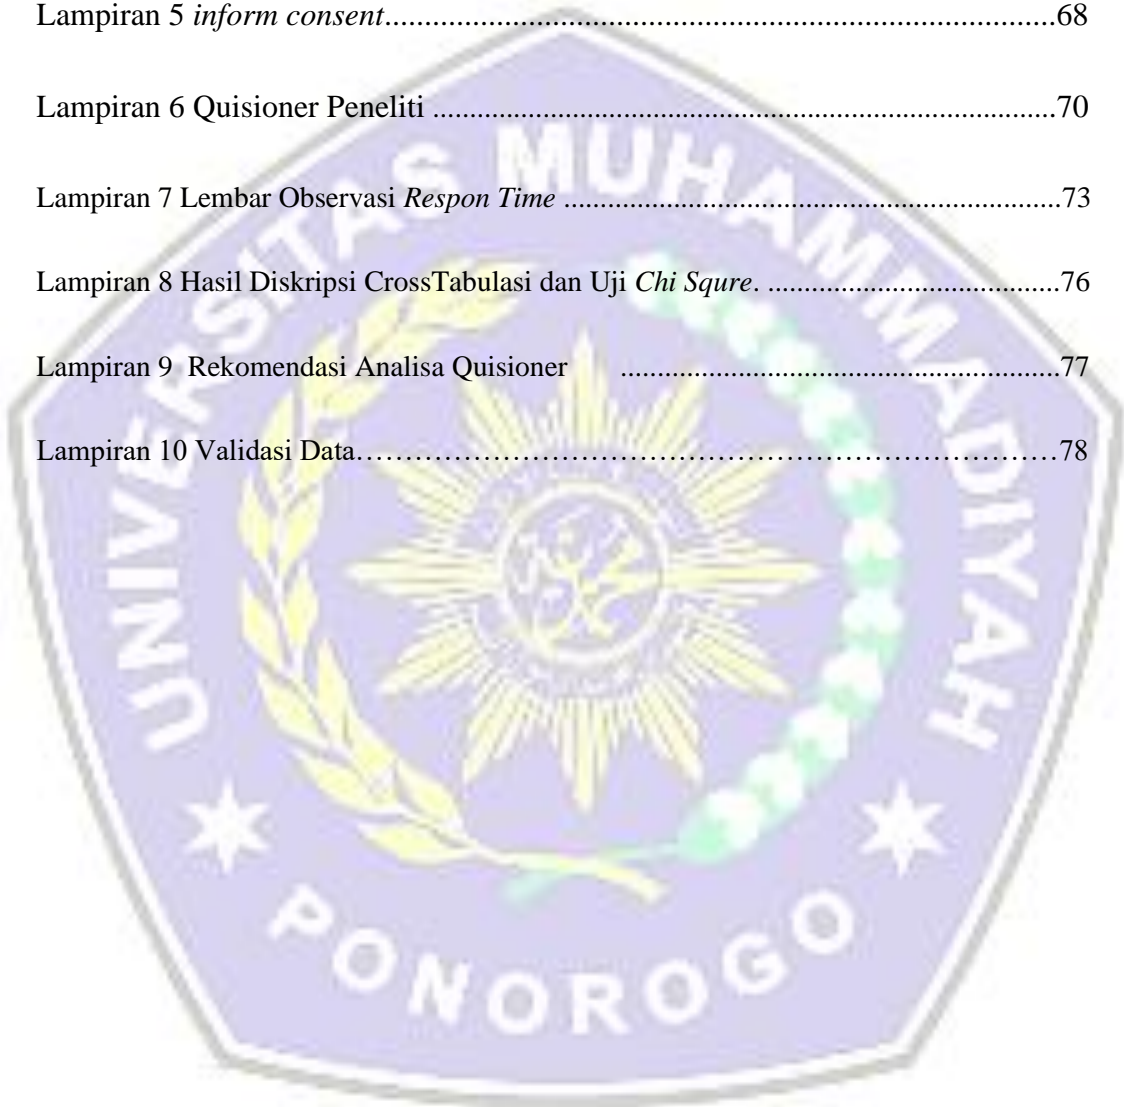 Lampiran 5 inform consent..........................................................................................68
Lampiran 6 Quisioner Peneliti ...................................................................................70
Lampiran 7 Lembar Observasi Respon Time ..................................................................73
Lampiran 8 Hasil Diskripsi CrossTabulasi dan Uji Chi Squre. .......................................76
Lampiran 9 Rekomendasi Analisa Quisioner ..........................................................77
Lampiran 10 Validasi Data……………………………………………………………………78
UNIVERSITAS MUHAMMADIYAH
PONOROGO